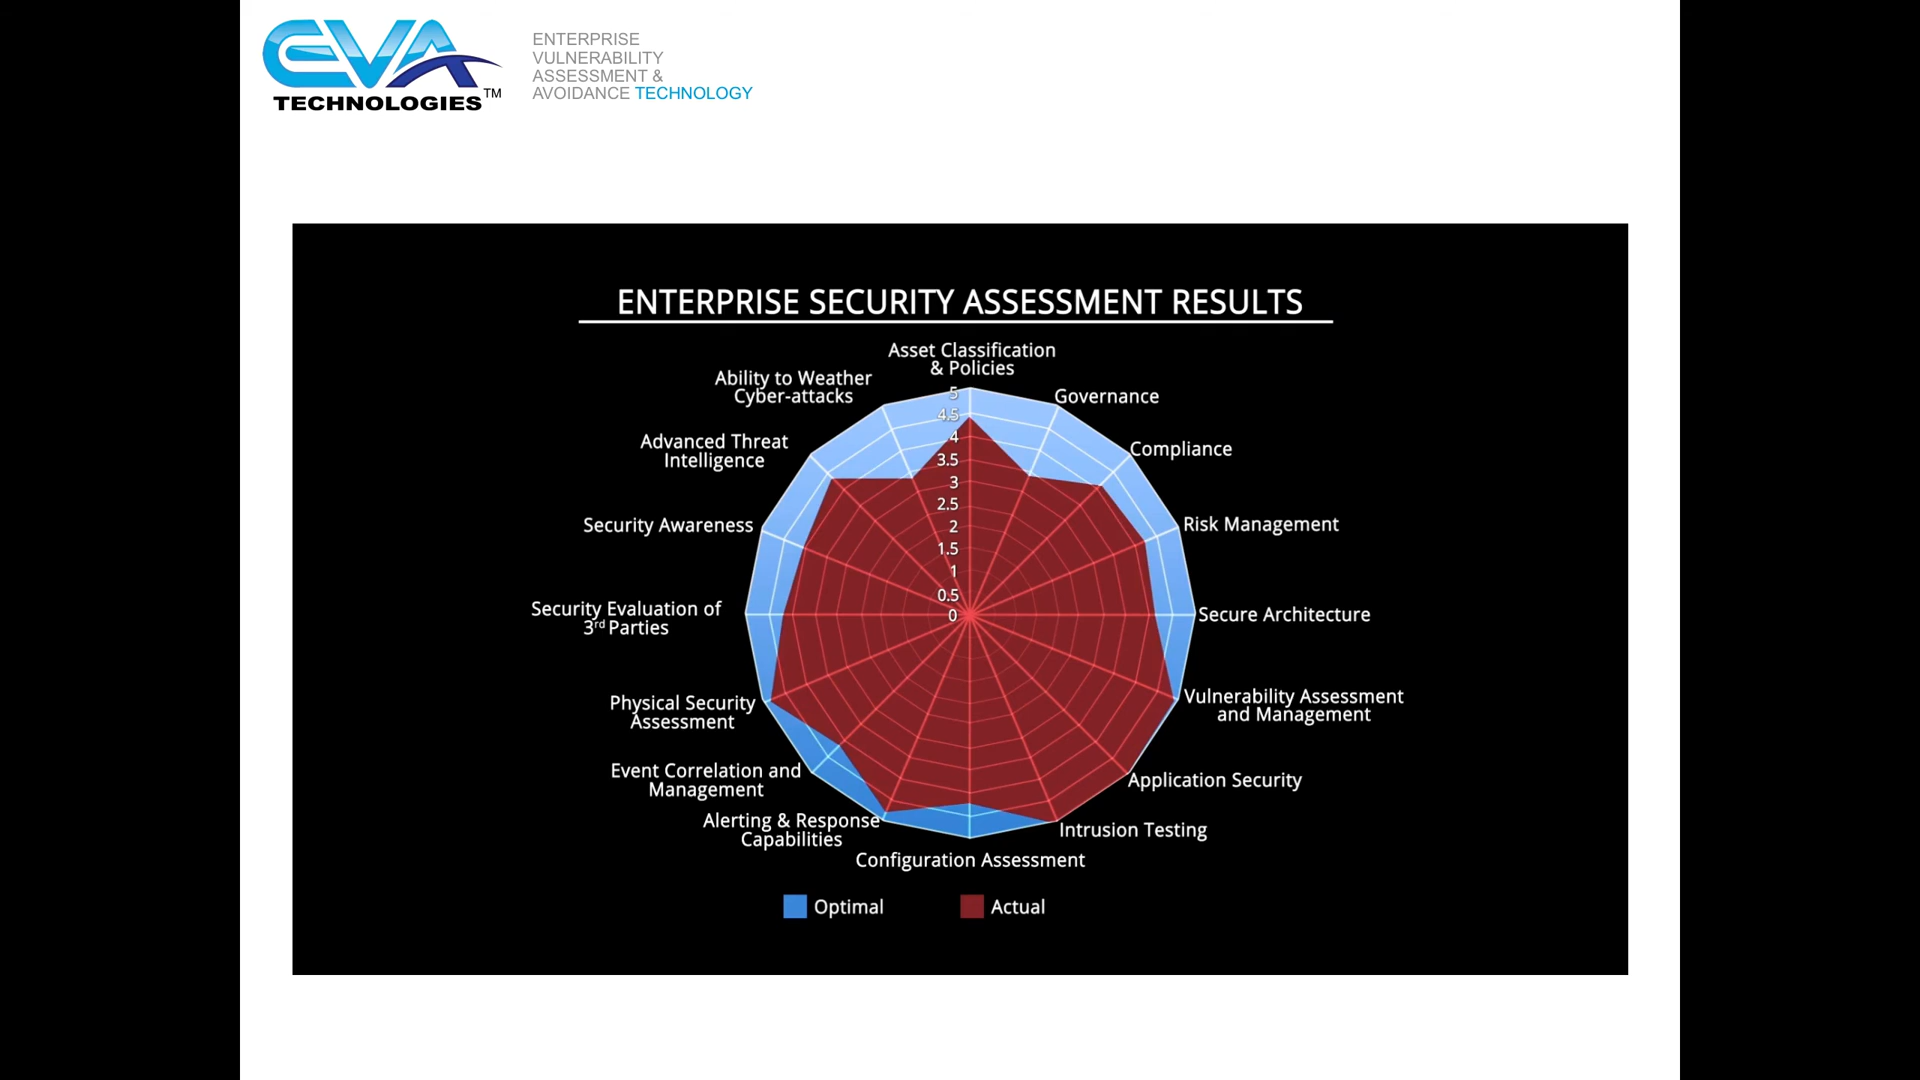 EVA
TECHNOLOGIES™
ENTERPRISE
VULNERABILITY
ASSESSMENT &
AVOIDANCE TECHNOLOGY
ENTERPRISE SECURITY ASSESSMENT RESULTS
Asset Classification
& Policies
Governance
Compliance
Risk Management
Secure Architecture
Vulnerability Assessment
and Management
Application Security
Intrusion Testing
Configuration Assessment
Alerting & Response
Capabilities
Event Correlation and
Management
Physical Security
Assessment
Security Evaluation of
3rd Parties
Security Awareness
Advanced Threat
Intelligence
Ability to Weather
Cyber-attacks
5
4.5
4
3.5
3
2.5
2
1.5
1
0.5
0
Optimal
Actual